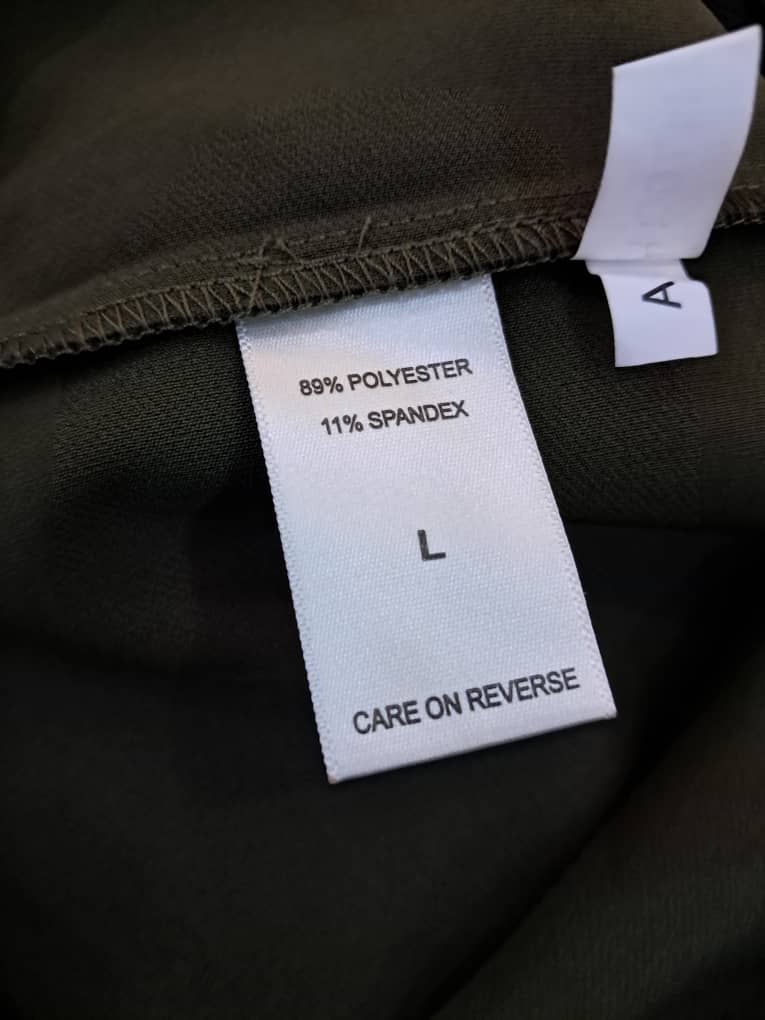 89% POLYESTER
11% SPANDEX
L
CARE ON REVERSE
A